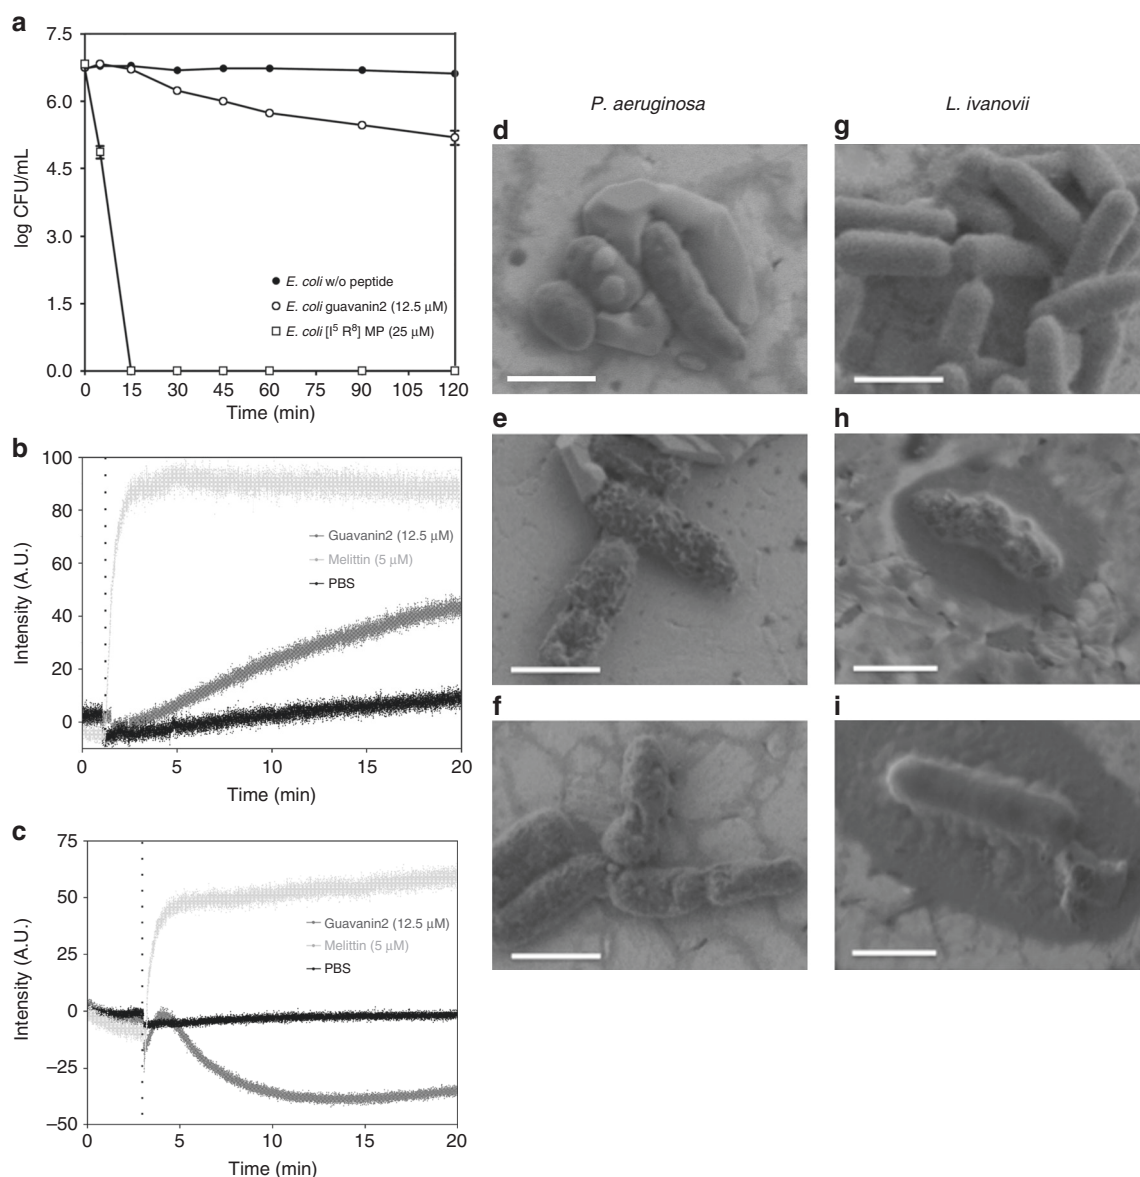 a
7.5
6.0
4.5
3.0
1.5
0.0
log CFU/mL
E. coli w/o peptide
E. coli guavanin2 (12.5 μM)
E. coli [I⁵ R⁸] MP (25 μM)
0 15 30 45 60 75 90 105 120
Time (min)
b
100
80
60
40
20
0
Intensity (A.U.)
Guavanin2 (12.5 μM)
Melittin (5 μM)
PBS
0 5 10 15 20
Time (min)
c
75
50
25
0
−25
−50
Intensity (A.U.)
Guavanin2 (12.5 μM)
Melittin (5 μM)
PBS
0 5 10 15 20
Time (min)
P. aeruginosa
L. ivanovii
d
g
e
h
f
i